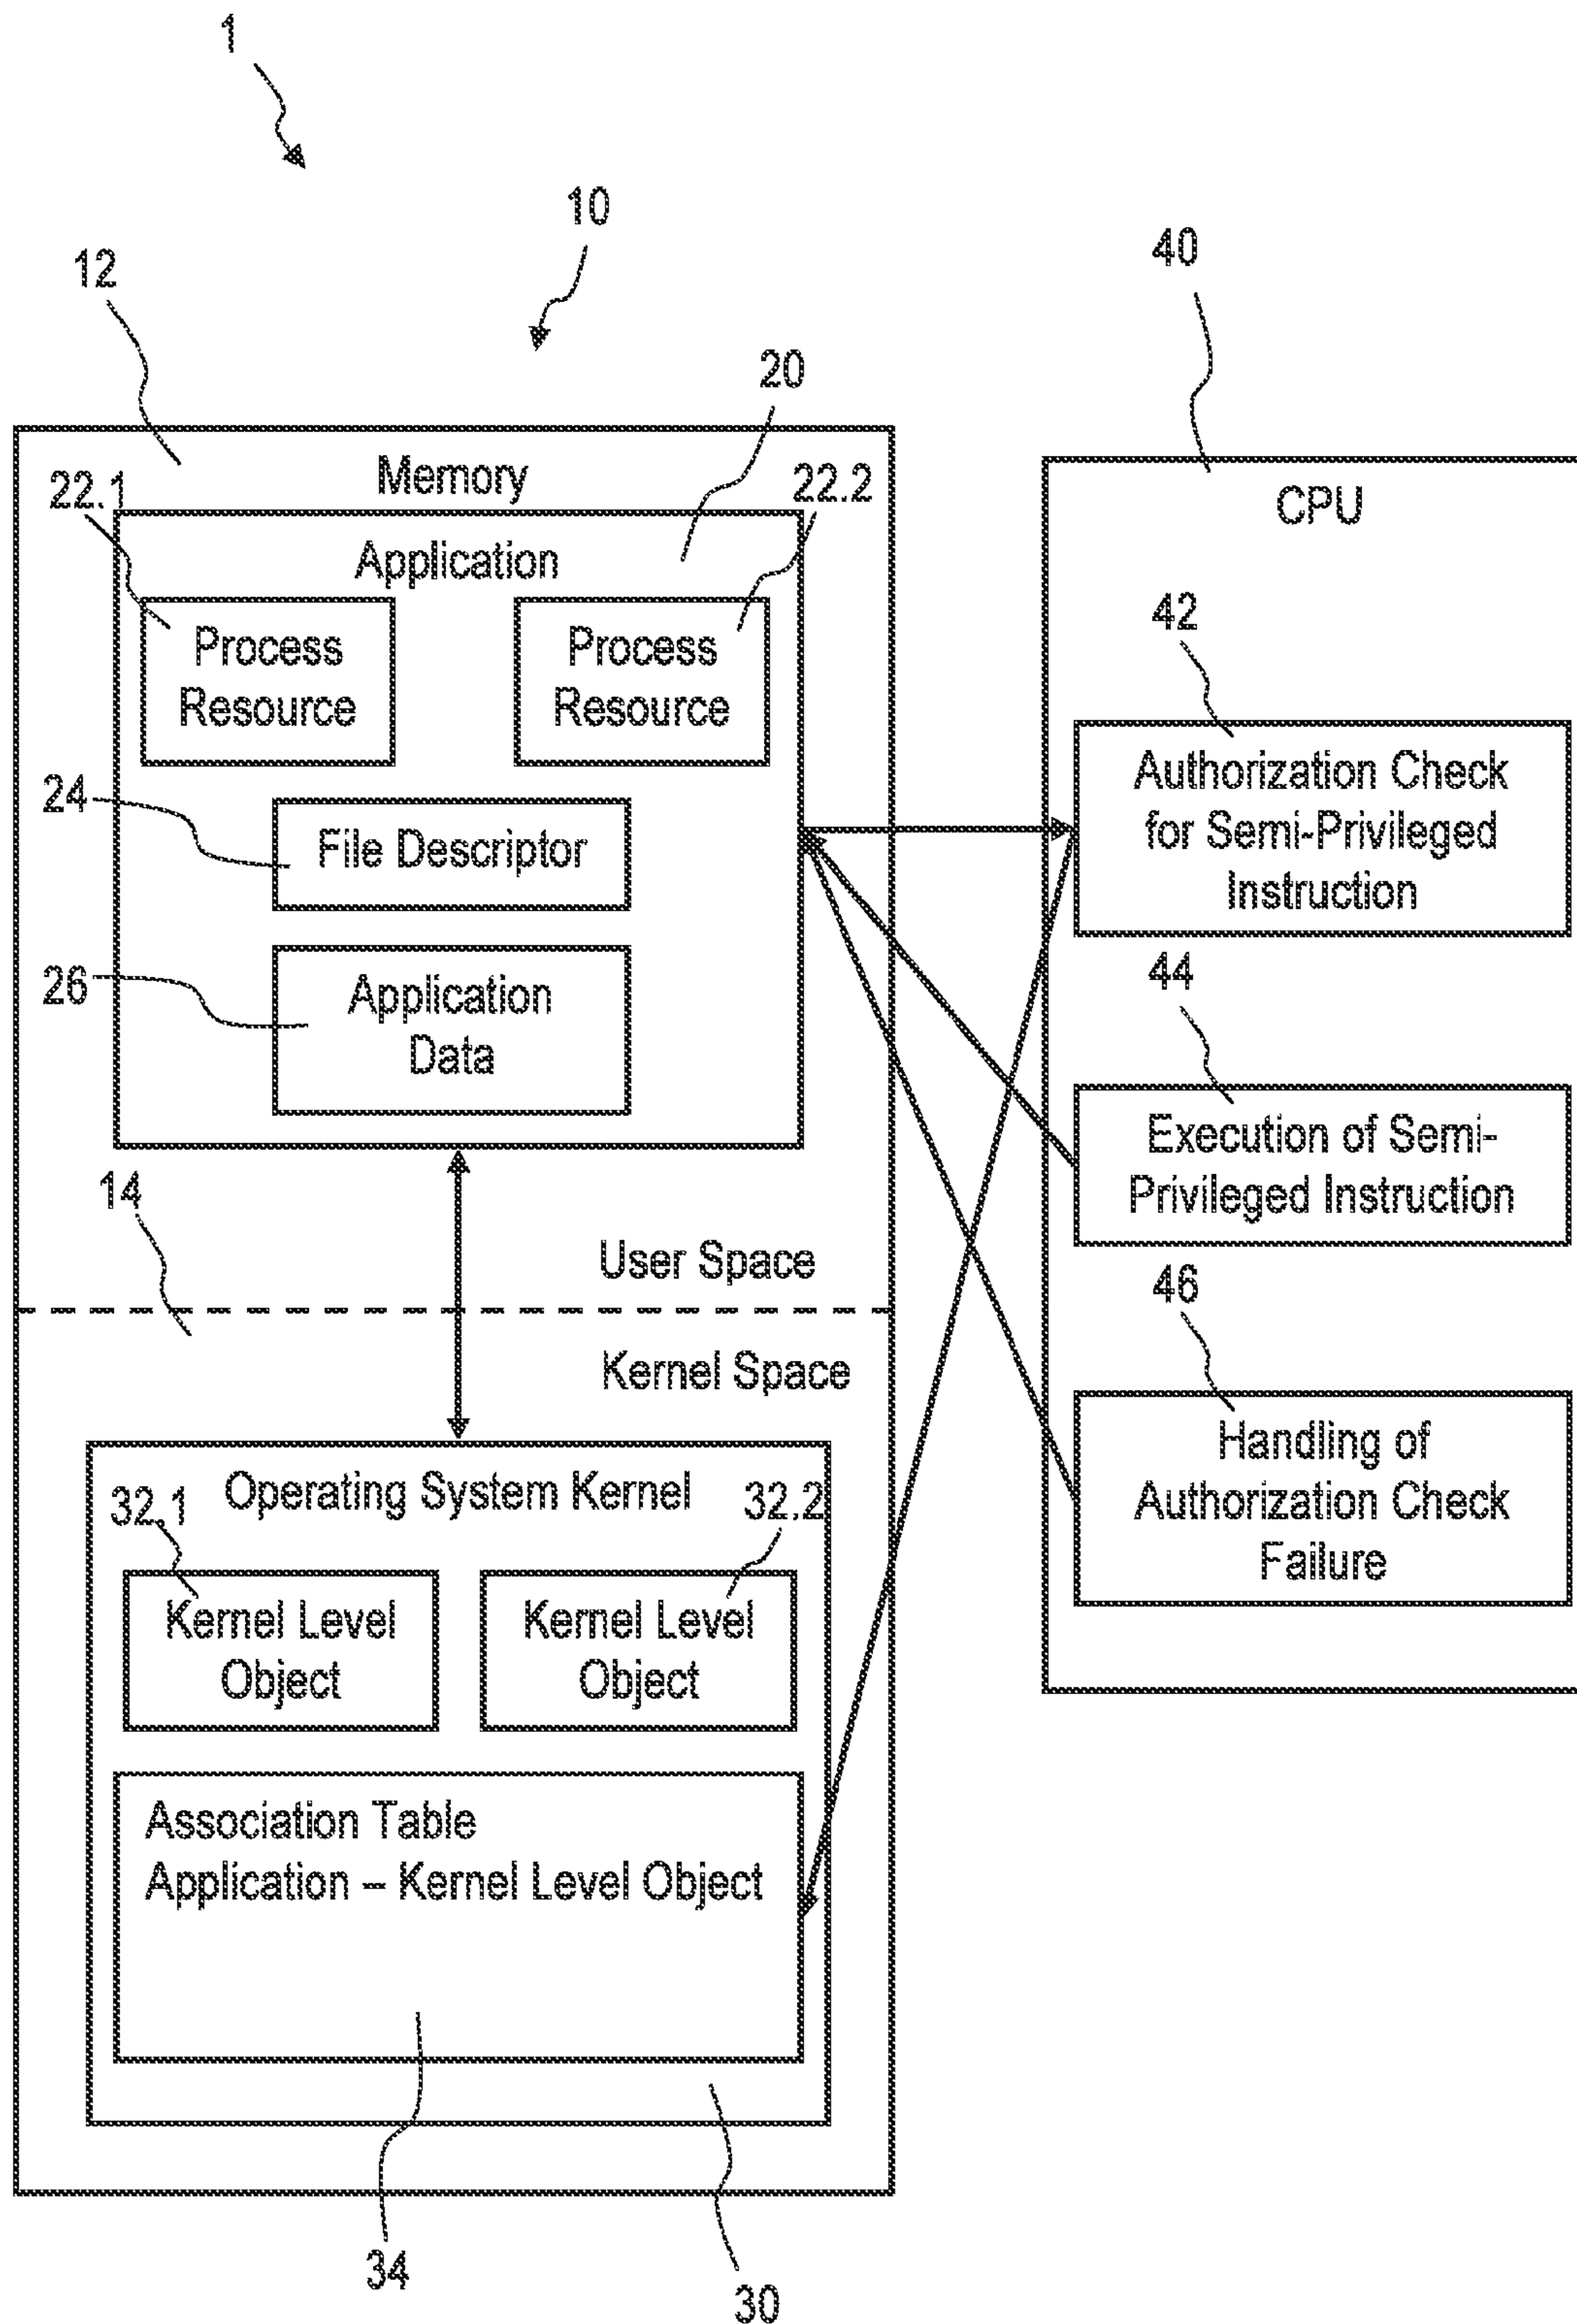 1
10
12
40
20
Memory
22.1
22.2
CPU
Application
Process
Resource
Process
Resource
42
Authorization Check
for Semi-Privileged
Instruction
24
File Descriptor
26
Application
Data
44
Execution of Semi-
Privileged Instruction
14
User Space
Kernel Space
46
Handling of
Authorization Check
Failure
Operating System Kernel
32.1
32.2
Kernel Level
Object
Kernel Level
Object
Association Table
Application – Kernel Level Object
34
30